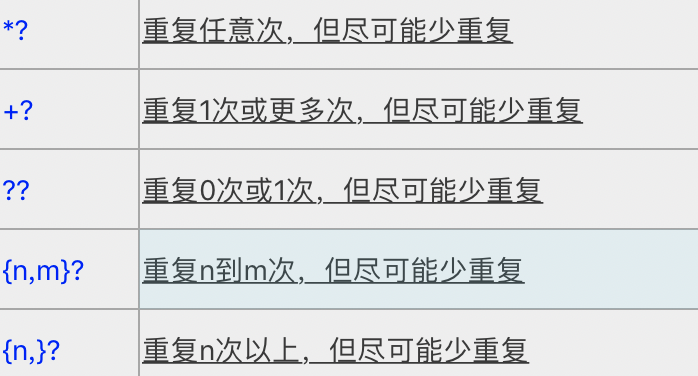 *? 重复任意次，但尽可能少重复
+? 重复1次或更多次，但尽可能少重复
?? 重复0次或1次，但尽可能少重复
{n,m}? 重复n到m次，但尽可能少重复
{n,}? 重复n次以上，但尽可能少重复